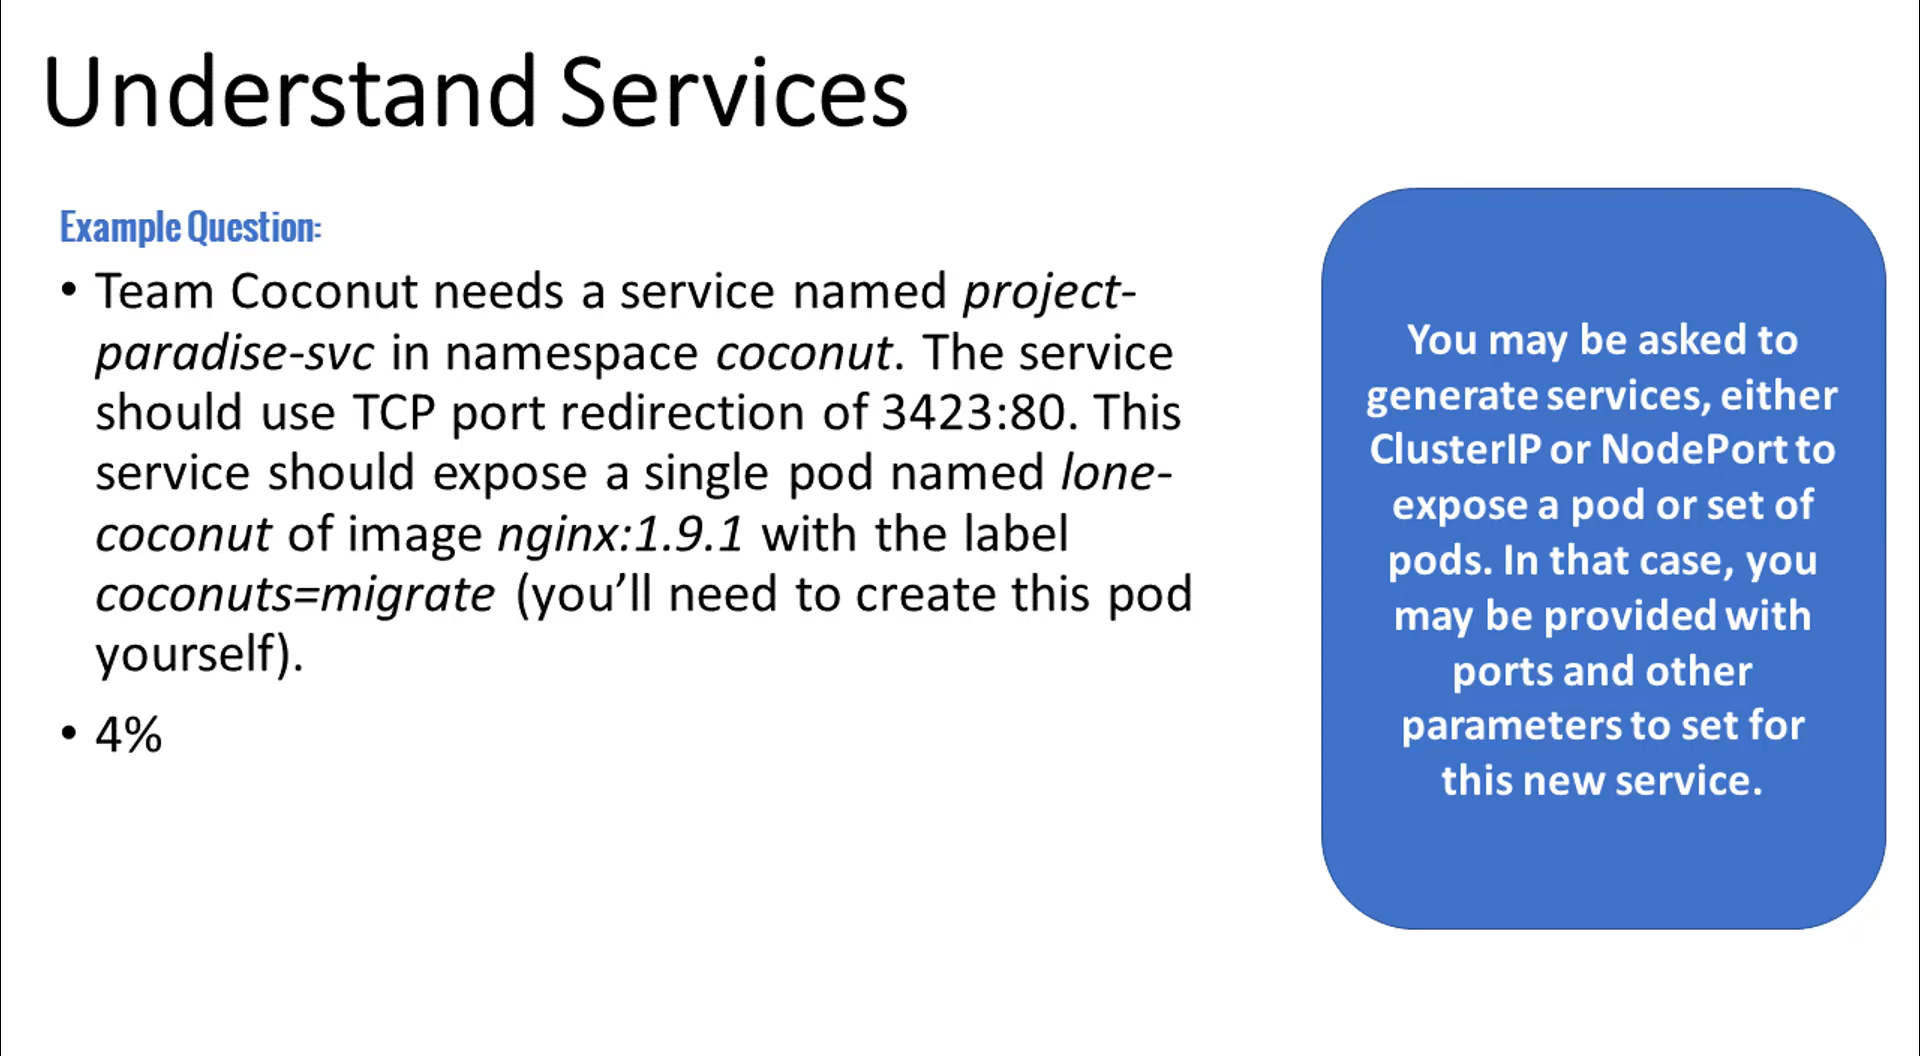 Understand Services
Example Question:
• Team Coconut needs a service named project-
paradise-svc in namespace coconut. The service
should use TCP port redirection of 3423:80. This
service should expose a single pod named lone-
coconut of image nginx:1.9.1 with the label
coconuts=migrate (you’ll need to create this pod
yourself).
• 4%
You may be asked to
generate services, either
ClusterIP or NodePort to
expose a pod or set of
pods. In that case, you
may be provided with
ports and other
parameters to set for
this new service.